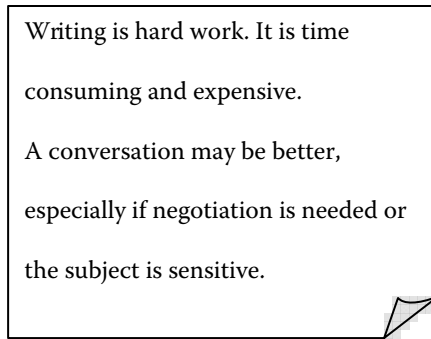 Writing is hard work. It is time
consuming and expensive.
A conversation may be better,
especially if negotiation is needed or
the subject is sensitive.